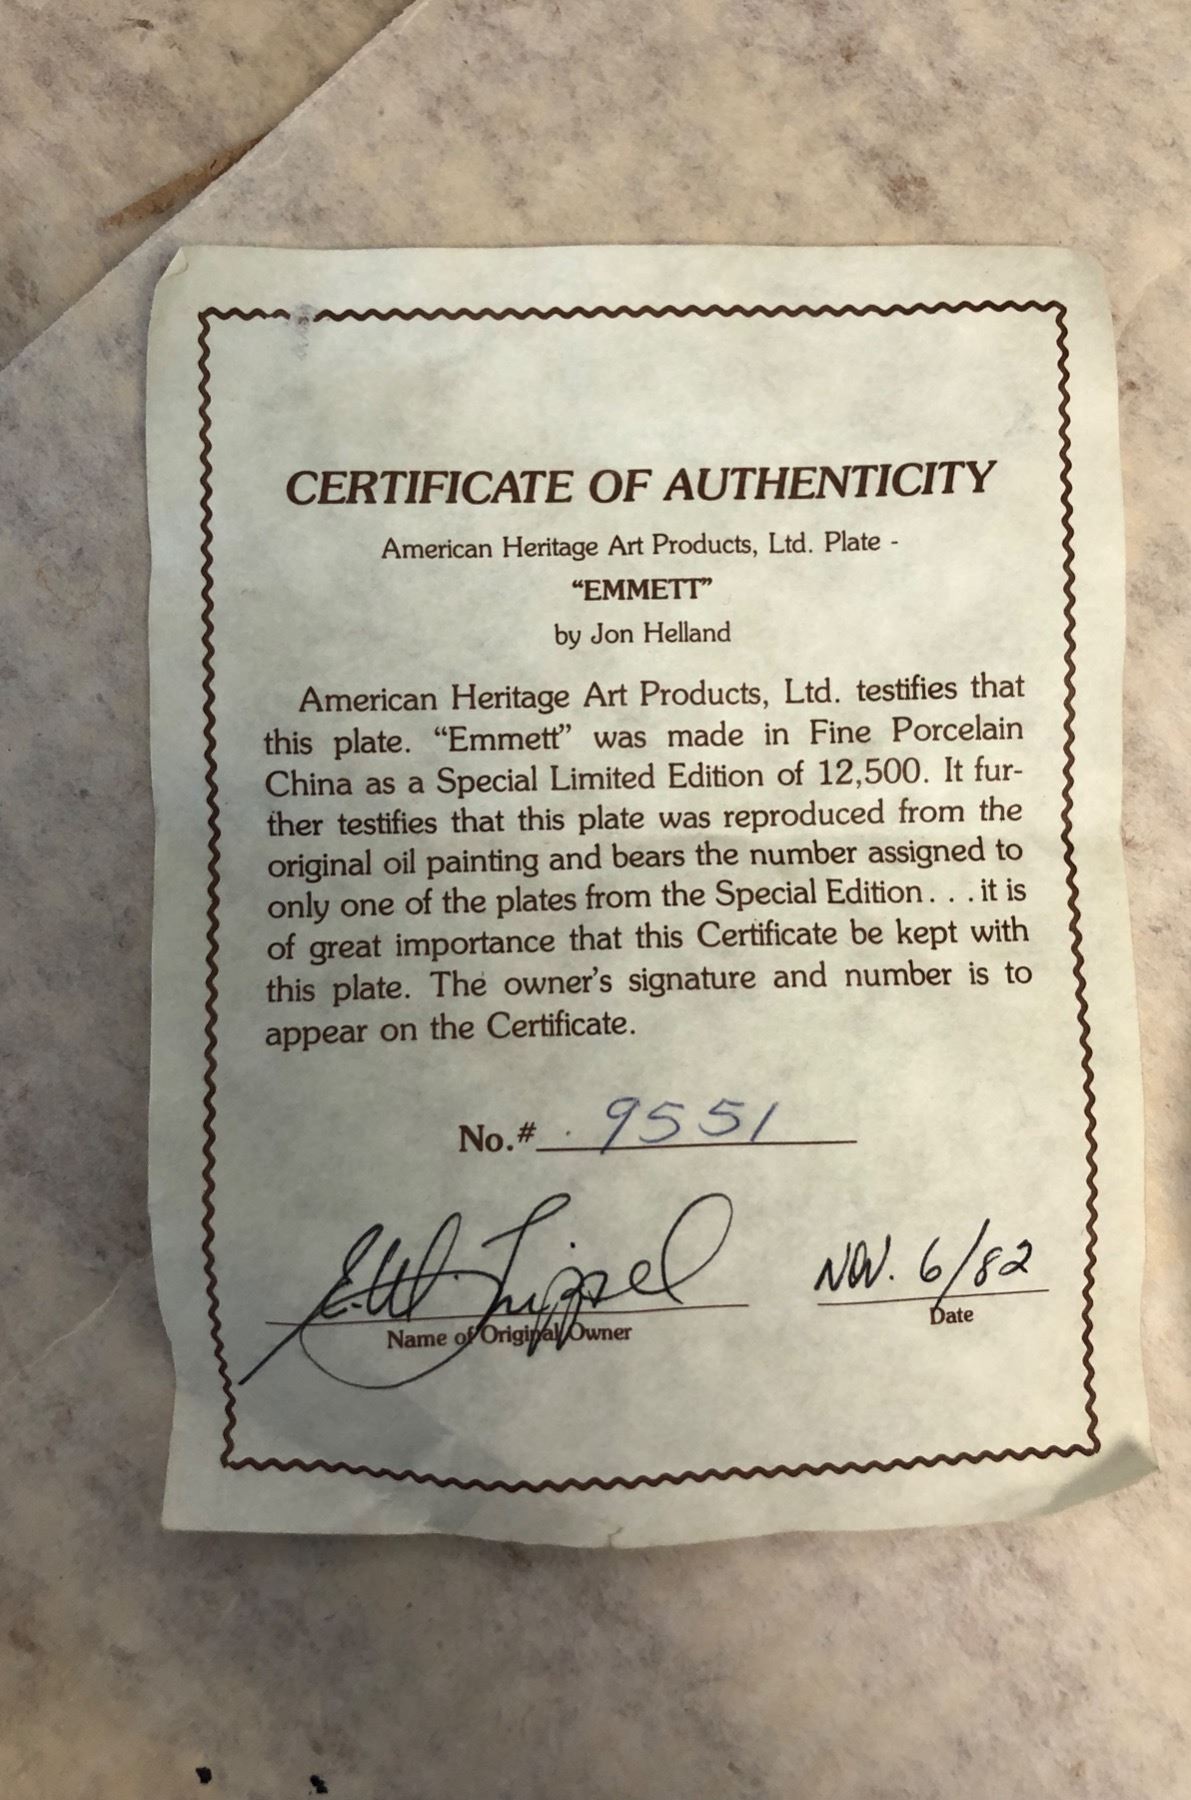 CERTIFICATE OF AUTHENTICITY
American Heritage Art Products, Ltd. Plate -
“EMMETT”
by Jon Helland
American Heritage Art Products, Ltd. testifies that
this plate. “Emmett” was made in Fine Porcelain
China as a Special Limited Edition of 12,500. It fur-
ther testifies that this plate was reproduced from the
original oil painting and bears the number assigned to
only one of the plates from the Special Edition. . .it is
of great importance that this Certificate be kept with
this plate. The owner’s signature and number is to
appear on the Certificate.
No.# 9551
Lippel NOV. 6/82
Name of Original Owner Date